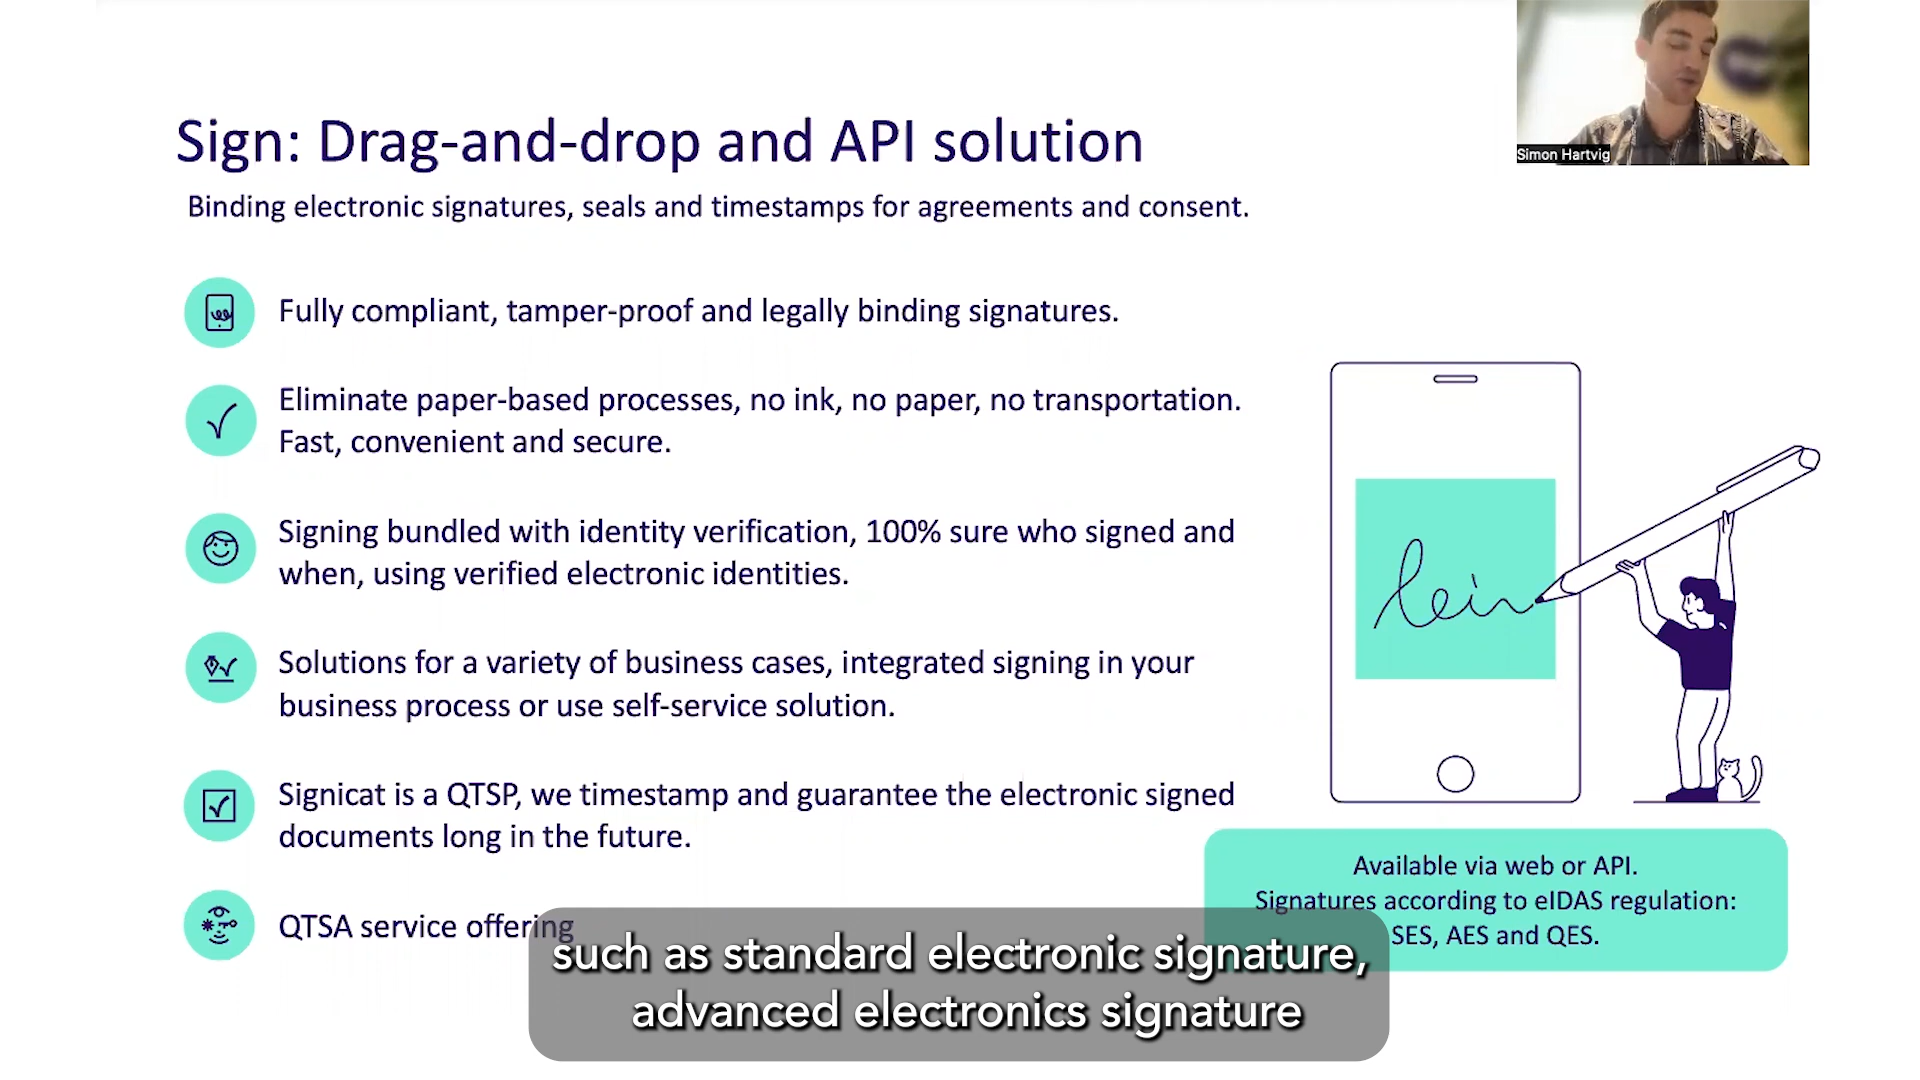 Simon Hartvig
Sign: Drag-and-drop and API solution
Binding electronic signatures, seals and timestamps for agreements and consent.
Fully compliant, tamper-proof and legally binding signatures.
Eliminate paper-based processes, no ink, no paper, no transportation.
Fast, convenient and secure.
Signing bundled with identity verification, 100% sure who signed and
when, using verified electronic identities.
Solutions for a variety of business cases, integrated signing in your
business process or use self-service solution.
Signicat is a QTSP, we timestamp and guarantee the electronic signed
documents long in the future.
QTSA service offering
Available via web or API.
Signatures according to eIDAS regulation:
SES, AES and QES.
such as standard electronic signature,
advanced electronics signature